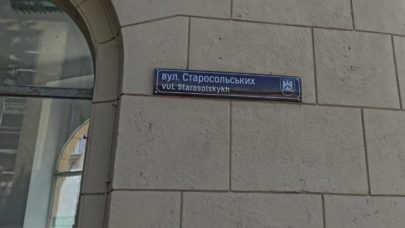 вул. Старосольських
vul. Starosolskykh